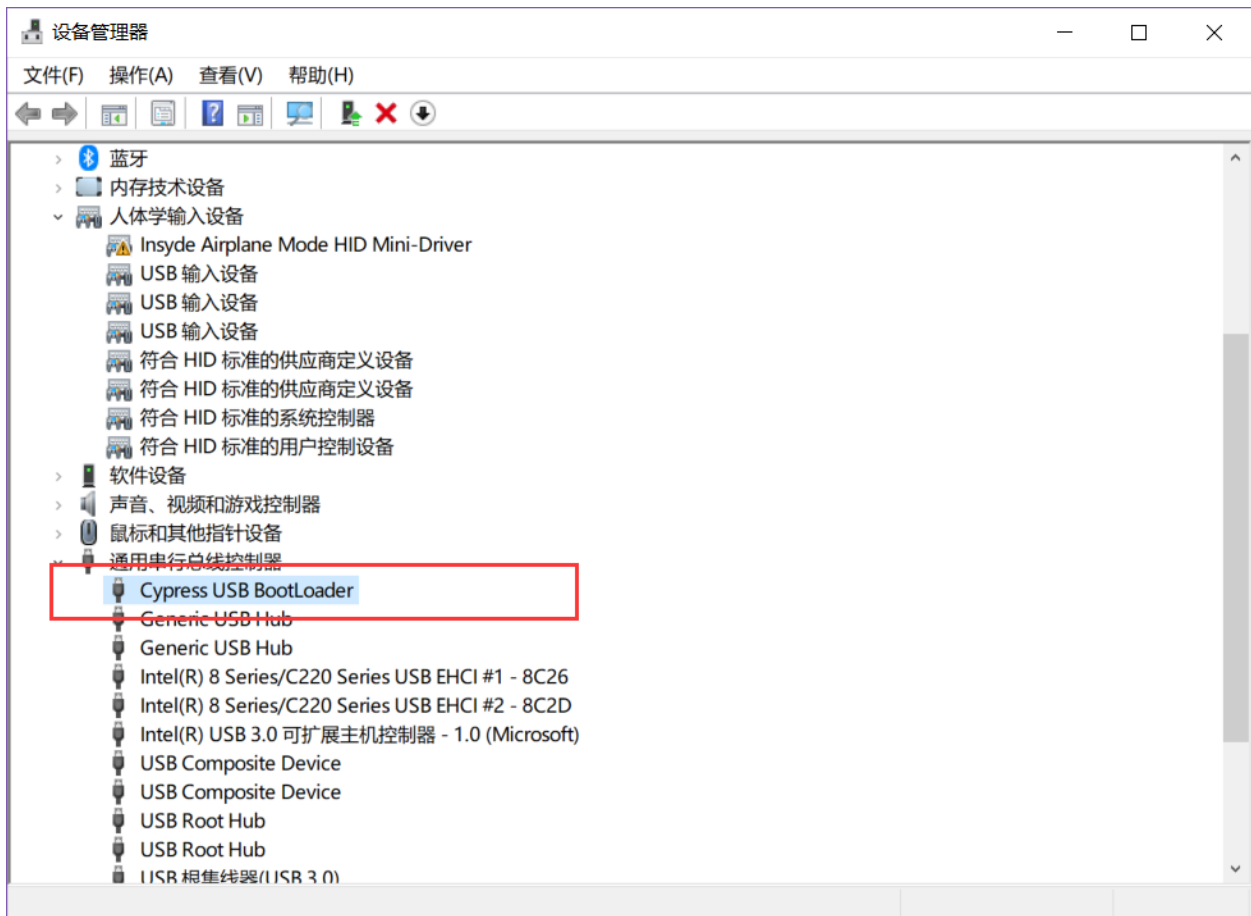 设备管理器
文件(F) 操作(A) 查看(V) 帮助(H)
蓝牙
内存技术设备
人体学输入设备
Insyde Airplane Mode HID Mini-Driver
USB 输入设备
USB 输入设备
USB 输入设备
符合 HID 标准的供应商定义设备
符合 HID 标准的供应商定义设备
符合 HID 标准的系统控制器
符合 HID 标准的用户控制设备
软件设备
声音、视频和游戏控制器
鼠标和其他指针设备
通用串行总线控制器
Cypress USB BootLoader
Generic USB Hub
Generic USB Hub
Intel(R) 8 Series/C220 Series USB EHCI #1 - 8C26
Intel(R) 8 Series/C220 Series USB EHCI #2 - 8C2D
Intel(R) USB 3.0 可扩展主机控制器 - 1.0 (Microsoft)
USB Composite Device
USB Composite Device
USB Root Hub
USB Root Hub
USB 根集线器(USB 3.0)